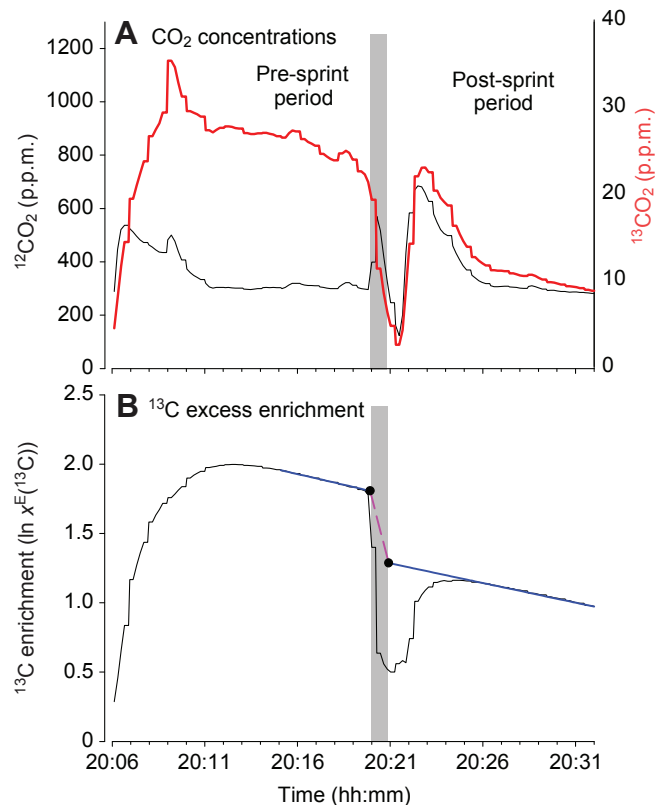 A CO₂ concentrations
Pre-sprint
period
Post-sprint
period
¹²CO₂ (p.p.m.)
1200
1000
800
600
400
200
0
¹³CO₂ (p.p.m.)
40
30
20
10
0
B ¹³C excess enrichment
¹³C enrichment (ln xᴱ(¹³C))
2.5
2.0
1.5
1.0
0.5
0
20:06 20:11 20:16 20:21 20:26 20:31
Time (hh:mm)